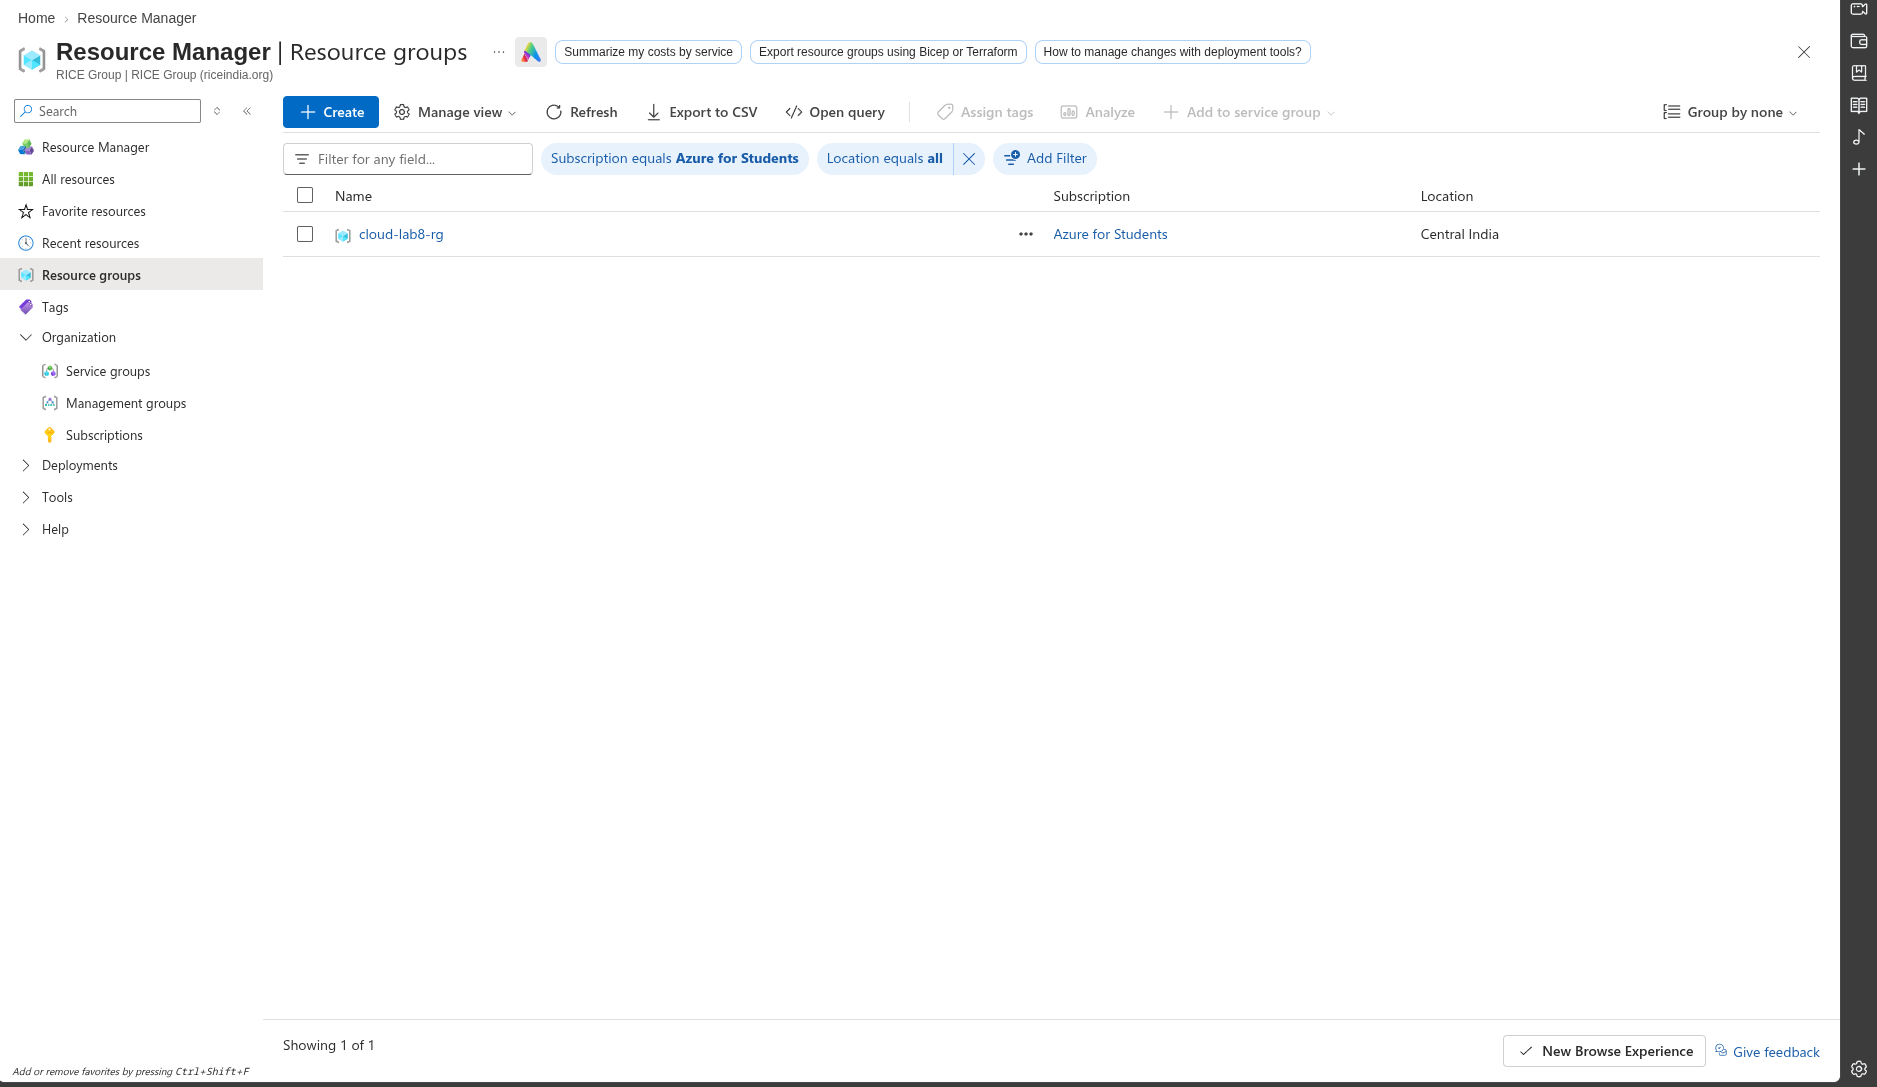 Home › Resource Manager
Resource Manager | Resource groups ···
Summarize my costs by service
Export resource groups using Bicep or Terraform
How to manage changes with deployment tools?
RICE Group | RICE Group (riceindia.org)
Search
Resource Manager
All resources
Favorite resources
Recent resources
Resource groups
Tags
Organization
Service groups
Management groups
Subscriptions
Deployments
Tools
Help
Add or remove favorites by pressing Ctrl+Shift+F
Create Manage view Refresh Export to CSV Open query Assign tags Analyze Add to service group Group by none
Filter for any field... Subscription equals Azure for Students Location equals all Add Filter
Name Subscription Location
cloud-lab8-rg ••• Azure for Students Central India
Showing 1 of 1
New Browse Experience Give feedback